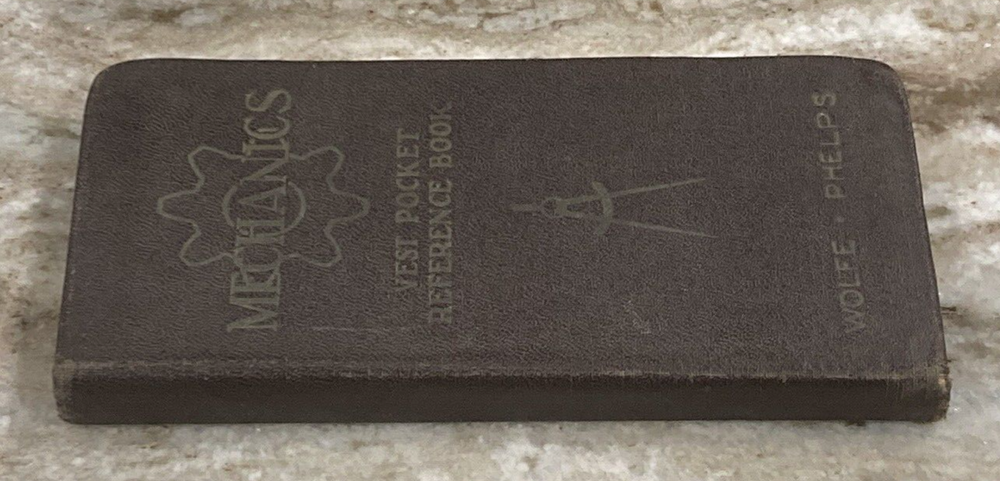 MECHANICS
VEST POCKET
REFERENCE BOOK
WOLFE · PHELPS